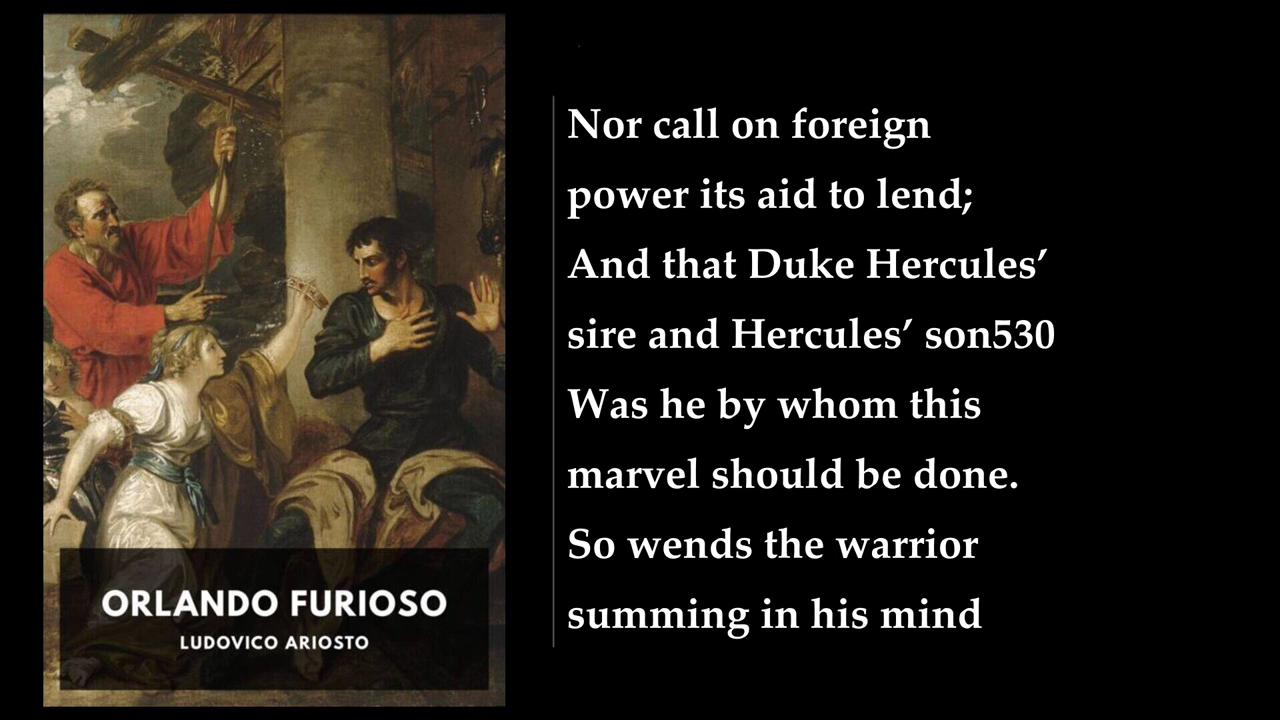 ORLANDO FURIOSO
LUDOVICO ARIOSTO
Nor call on foreign
power its aid to lend;
And that Duke Hercules’
sire and Hercules’ son530
Was he by whom this
marvel should be done.
So wends the warrior
summing in his mind